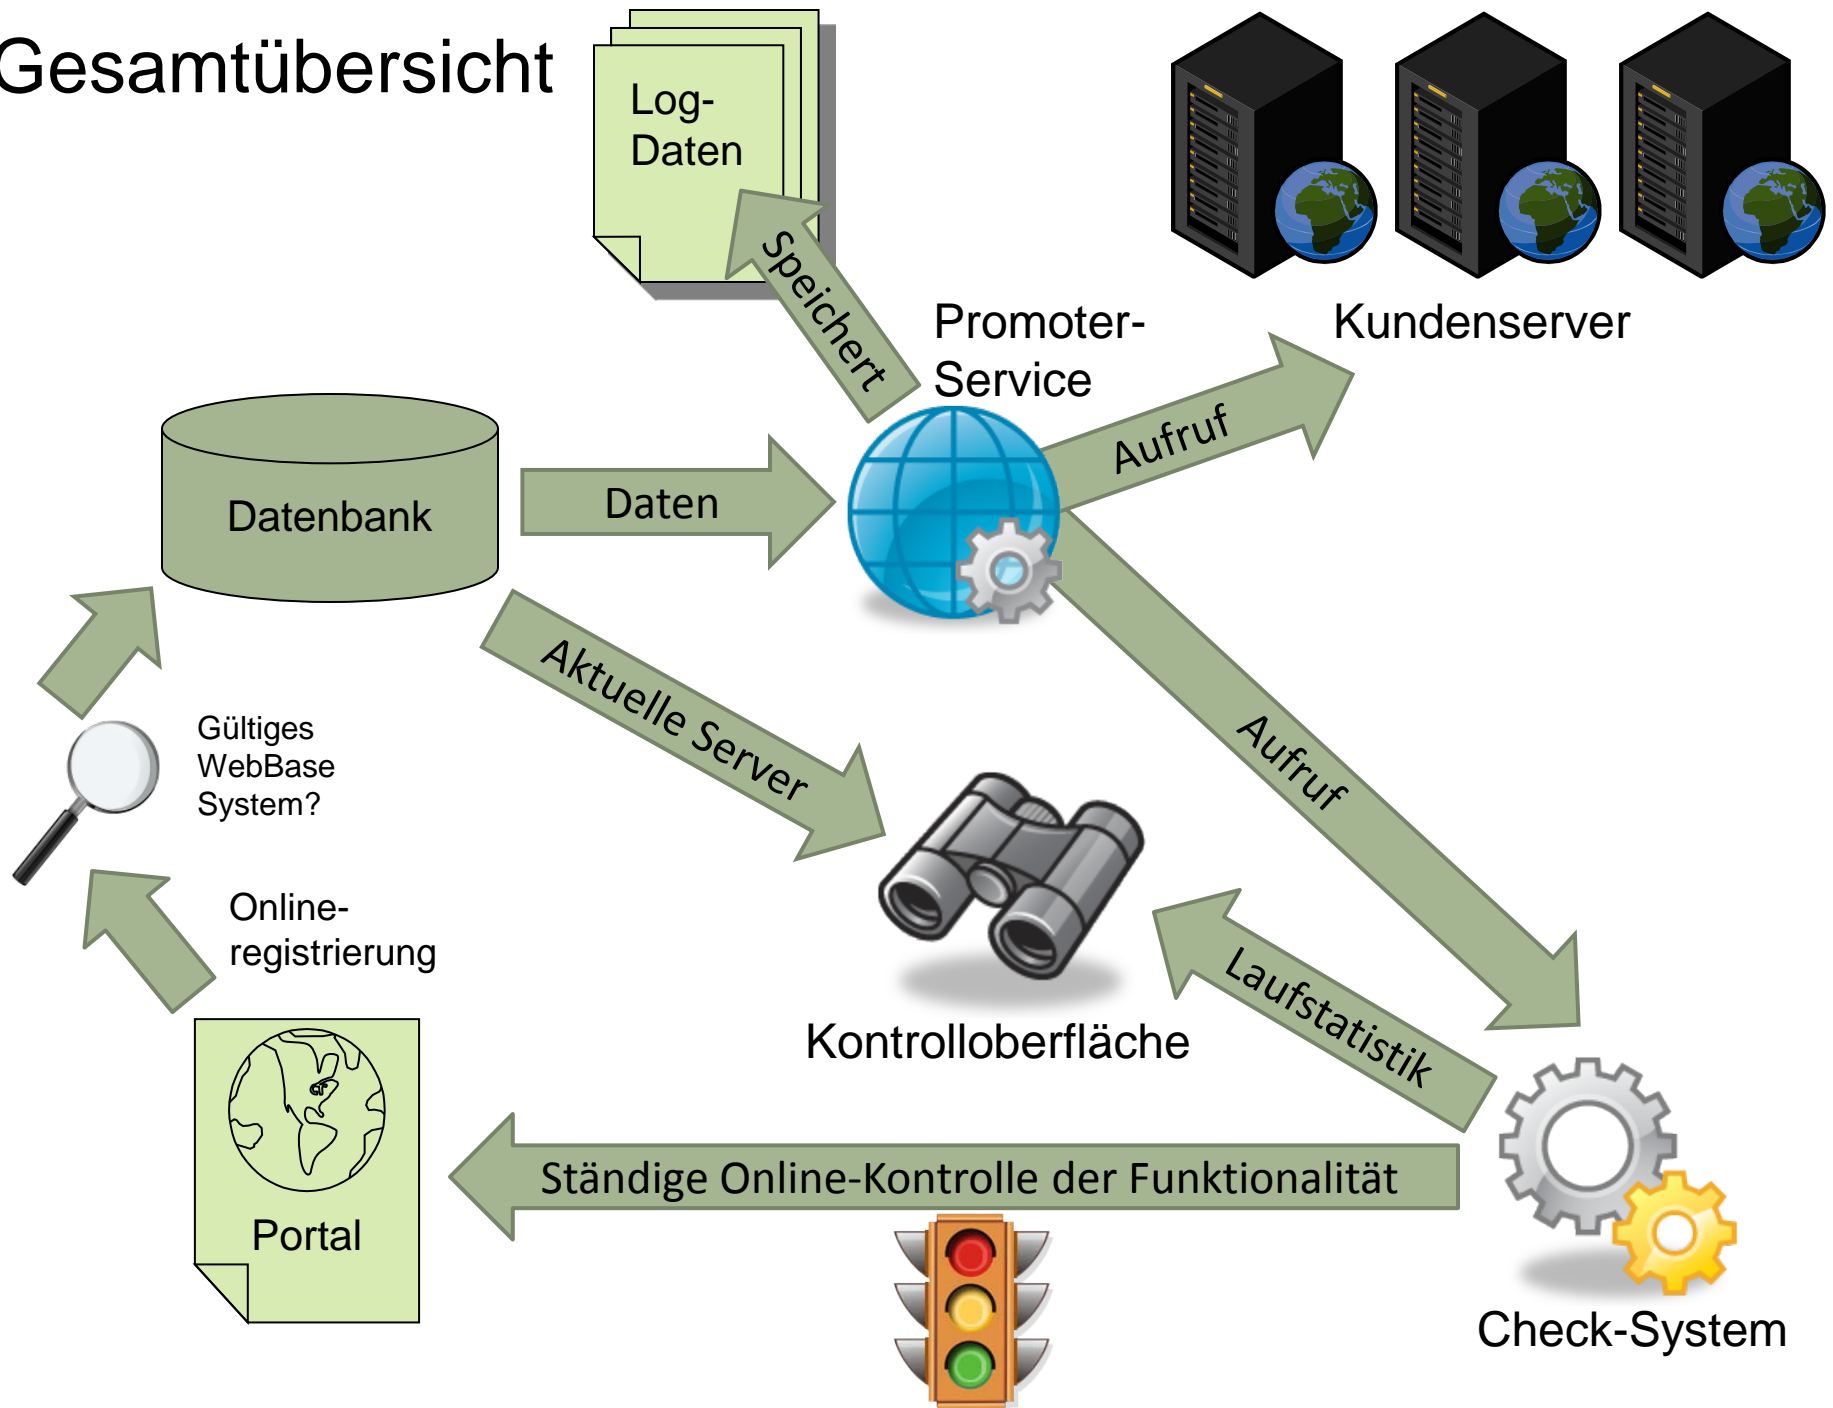 Gesamtübersicht
Log-
Daten
Speichert
Promoter-
Service
Kundenserver
Aufruf
Datenbank
Daten
Aktuelle Server
Aufruf
Gültiges
WebBase
System?
Online-
registrierung
Laufstatistik
Kontrolloberfläche
Ständige Online-Kontrolle der Funktionalität
Portal
Check-System